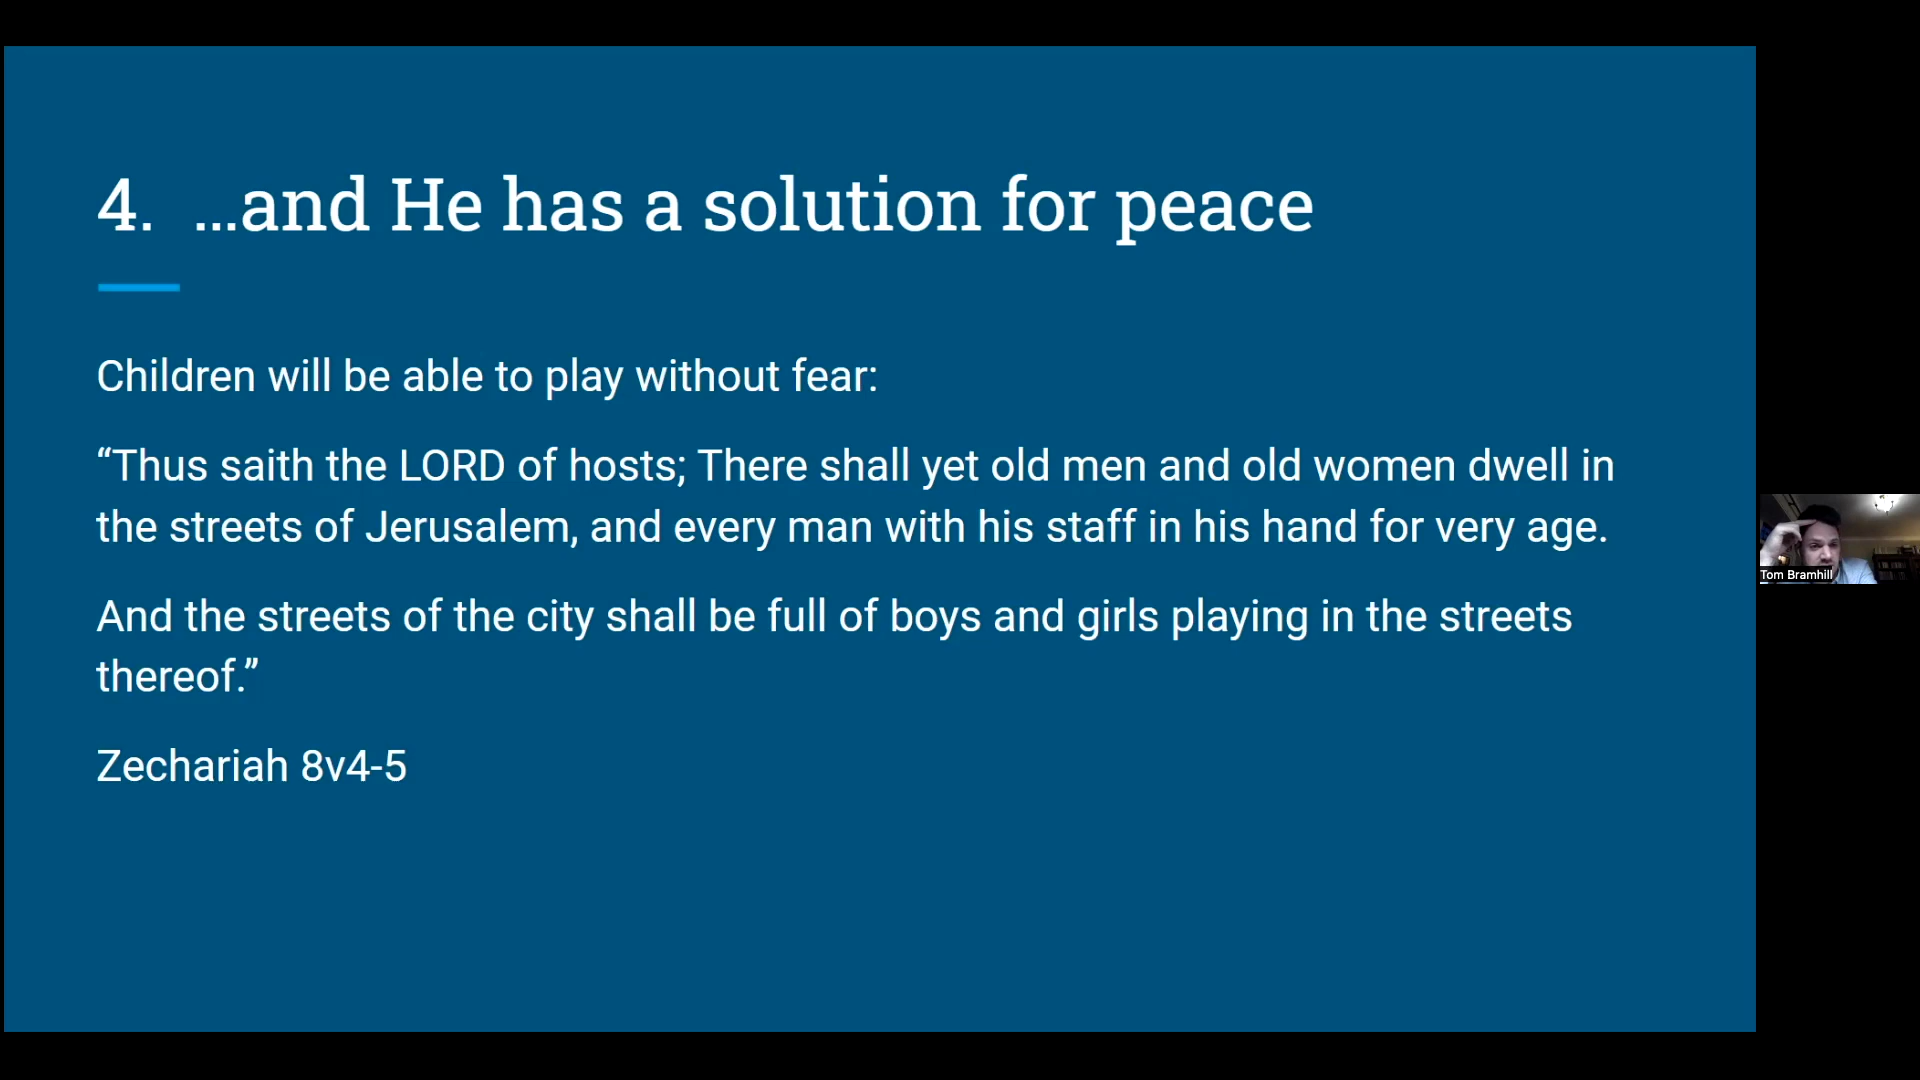 4.  ...and He has a solution for peace
Children will be able to play without fear:
“Thus saith the LORD of hosts; There shall yet old men and old women dwell in
the streets of Jerusalem, and every man with his staff in his hand for very age.
And the streets of the city shall be full of boys and girls playing in the streets
thereof.”
Zechariah 8v4-5
Tom Bramhill